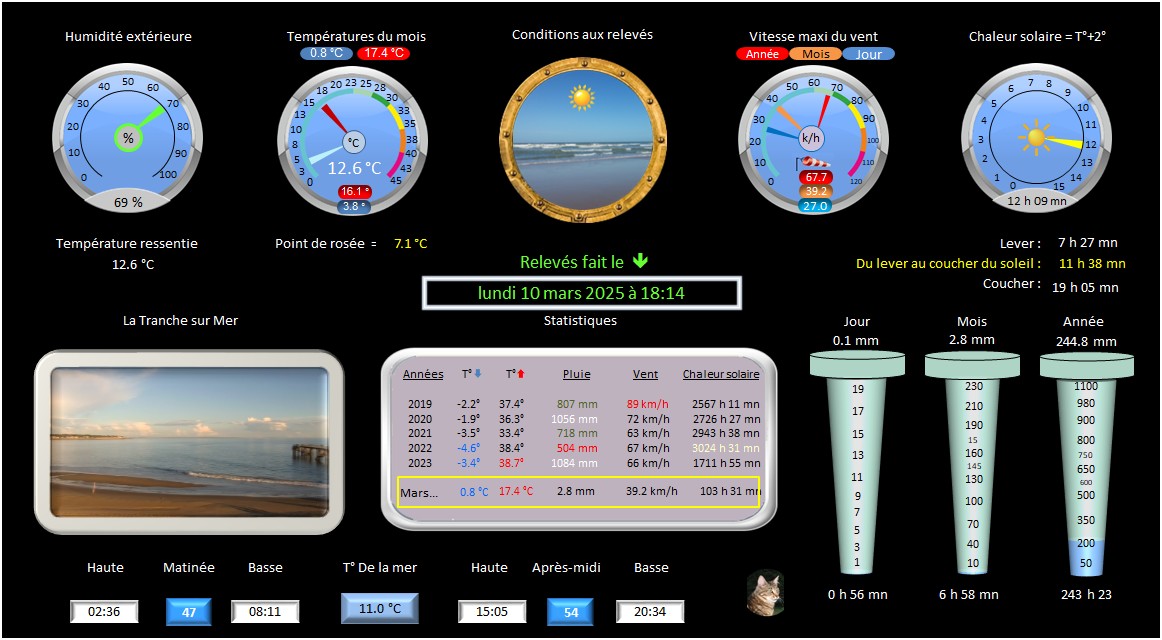 Humidité extérieure
0 10 20 30 40 50 60 70 80 90 100
%
69 %
Températures du mois
0.8 °C 17.4 °C
0 3 5 8 10 13 15 18 20 23 25 28 30 33 35 38 40 43 45
°C
12.6 °C
16.1 °
3.8 °
Conditions aux relevés
Vitesse maxi du vent
Année Mois Jour
0 10 20 30 40 50 60 70 80 90 100 110 120
k/h
67.7
39.2
27.0
Chaleur solaire = T°+2°
0 1 2 3 4 5 6 7 8 9 10 11 12 13 14 15
12 h 09 mn
Température ressentie
12.6 °C
Point de rosée = 7.1 °C
Relevés fait le
lundi 10 mars 2025 à 18:14
Lever : 7 h 27 mn
Du lever au coucher du soleil : 11 h 38 mn
Coucher : 19 h 05 mn
La Tranche sur Mer
Statistiques
Années T° T° Pluie Vent Chaleur solaire
2019 -2.2° 37.4° 807 mm 89 km/h 2567 h 11 mn
2020 -1.9° 36.3° 1056 mm 72 km/h 2726 h 27 mn
2021 -3.5° 33.4° 718 mm 63 km/h 2943 h 38 mn
2022 -4.6° 38.4° 504 mm 67 km/h 3024 h 31 mn
2023 -3.4° 38.7° 1084 mm 66 km/h 1711 h 55 mn
Mars... 0.8 °C 17.4 °C 2.8 mm 39.2 km/h 103 h 31 mn
Jour
0.1 mm
19
17
15
13
11
9
7
5
3
1
0 h 56 mn
Mois
2.8 mm
230
210
190
15
160
145
130
100
70
40
10
6 h 58 mn
Année
244.8 mm
1100
980
900
800
750
650
600
500
350
200
50
243 h 23
Haute Matinée Basse
02:36 47 08:11
T° De la mer
11.0 °C
Haute Après-midi Basse
15:05 54 20:34